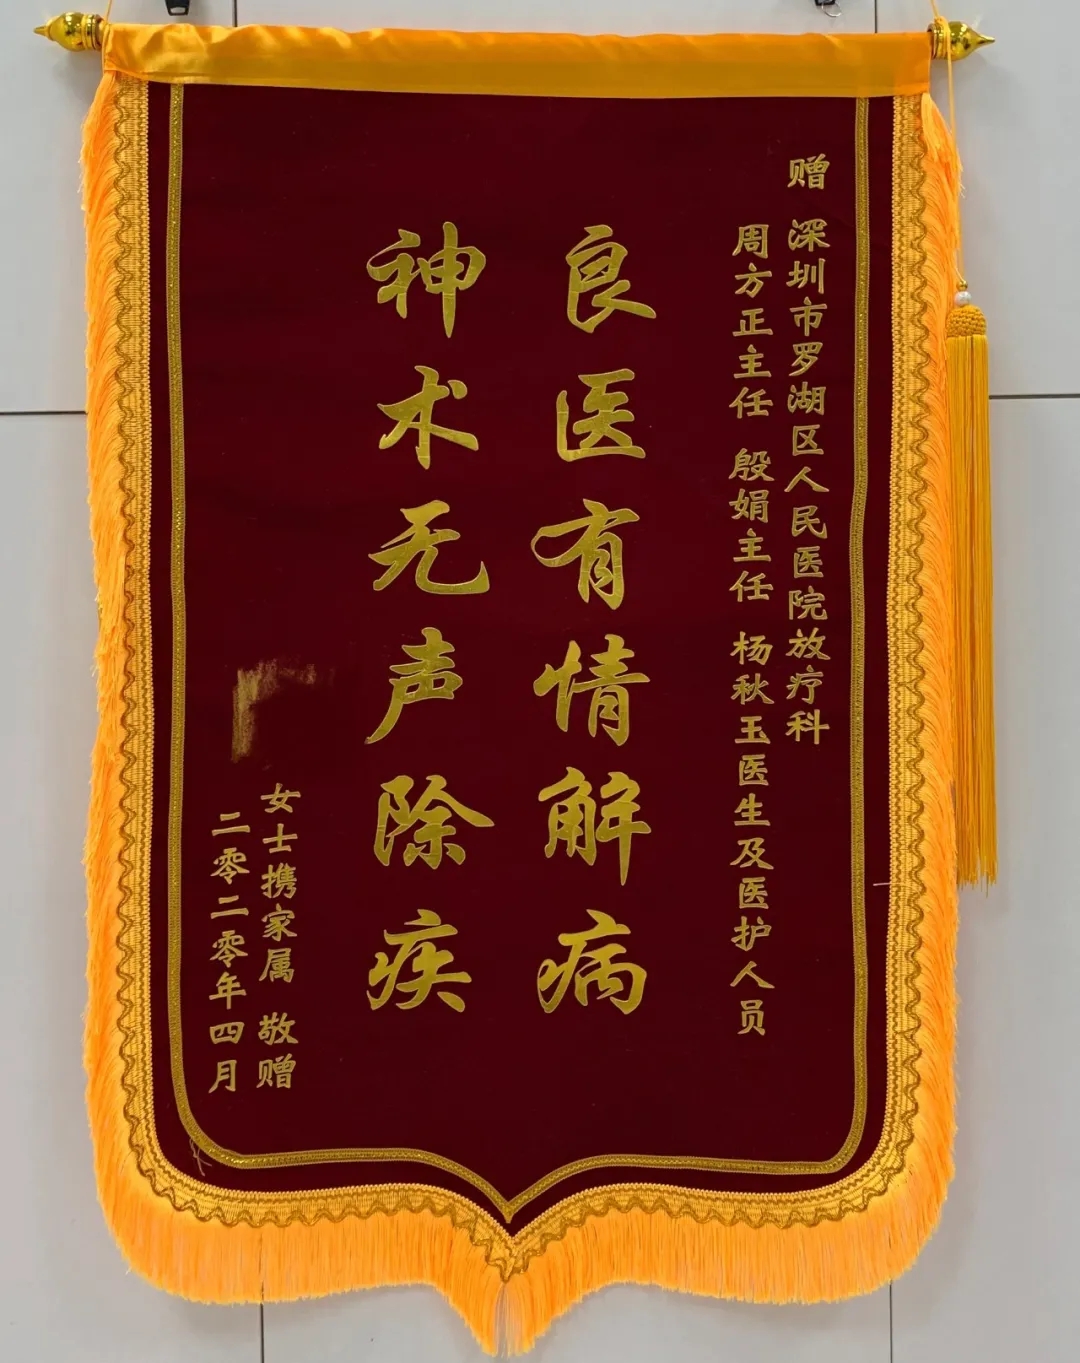 赠 深圳市罗湖区人民医院放疗科
周方正主任 殷娟主任 杨秋玉医生及医护人员
良医有情解病
神术无声除疾
女士携家属 敬赠
二零二零年四月